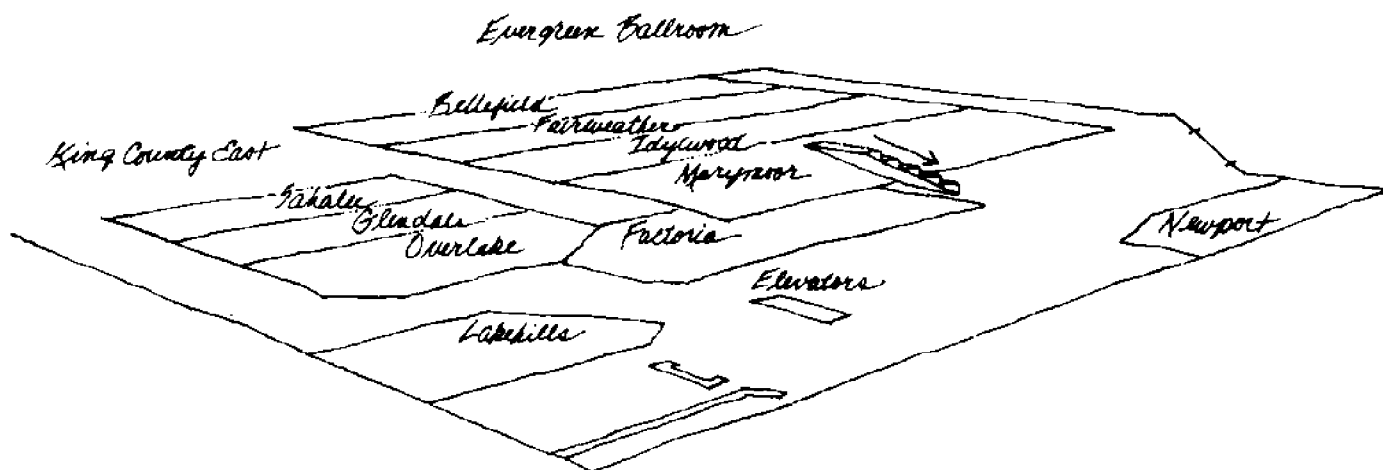 Evergreen Ballroom
Bellefield
Fairweather
Idylwood
King County East
Marymoor
Sahalee
Glendale
Overlake
Factoria
Newport
Elevators
Lakehills